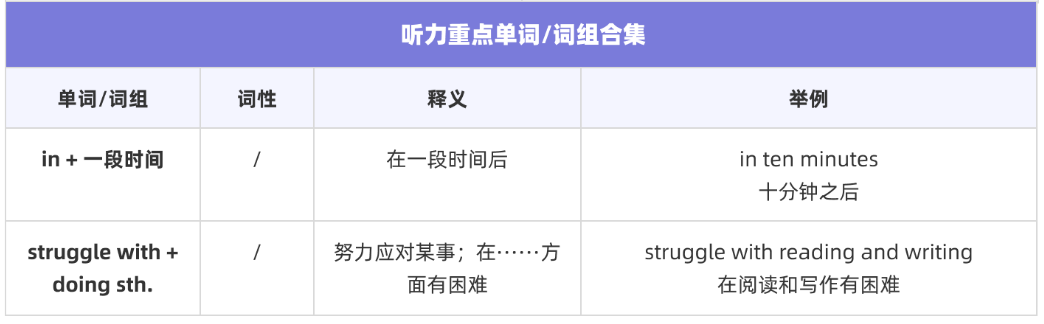 听力重点单词/词组合集
单词/词组 词性 释义 举例
in + 一段时间 / 在一段时间后 in ten minutes
十分钟之后
struggle with + / 努力应对某事；在……方 struggle with reading and writing
doing sth. 面有困难 在阅读和写作有困难